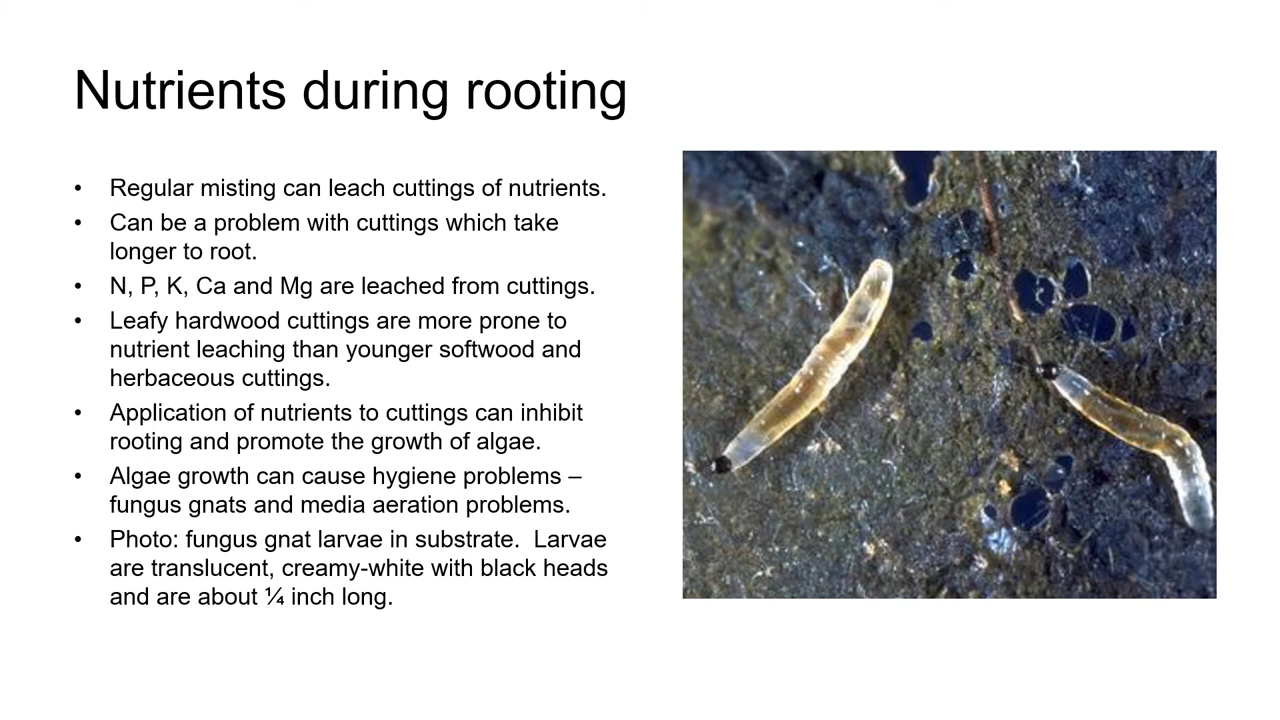 Nutrients during rooting
• Regular misting can leach cuttings of nutrients.
• Can be a problem with cuttings which take
longer to root.
• N, P, K, Ca and Mg are leached from cuttings.
• Leafy hardwood cuttings are more prone to
nutrient leaching than younger softwood and
herbaceous cuttings.
• Application of nutrients to cuttings can inhibit
rooting and promote the growth of algae.
• Algae growth can cause hygiene problems –
fungus gnats and media aeration problems.
• Photo: fungus gnat larvae in substrate.  Larvae
are translucent, creamy-white with black heads
and are about ¼ inch long.